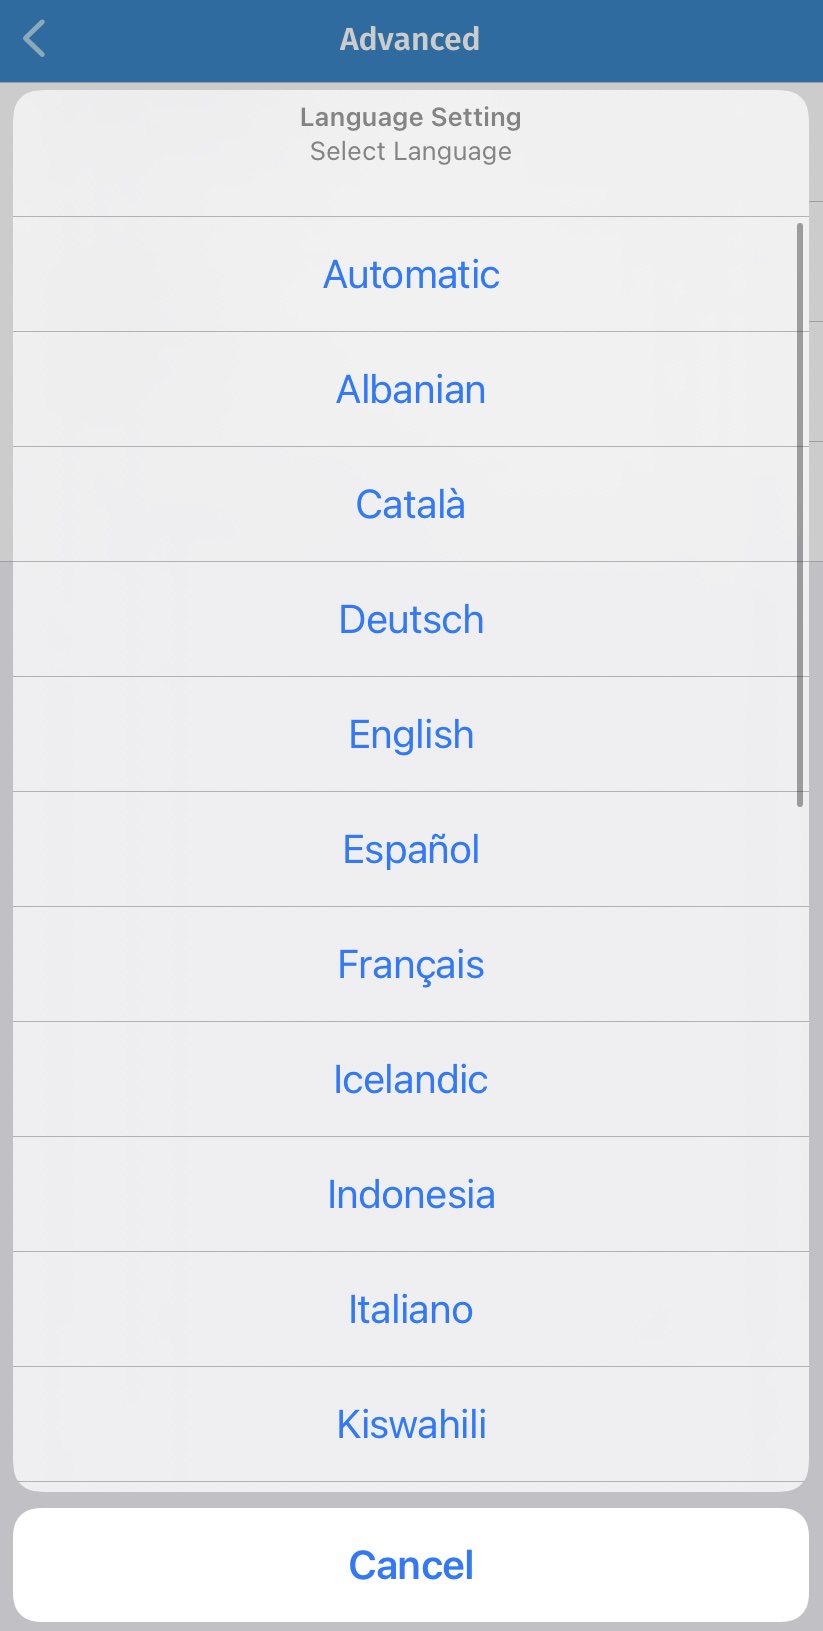 Advanced
Language Setting
Select Language
Automatic
Albanian
Català
Deutsch
English
Español
Français
Icelandic
Indonesia
Italiano
Kiswahili
Cancel